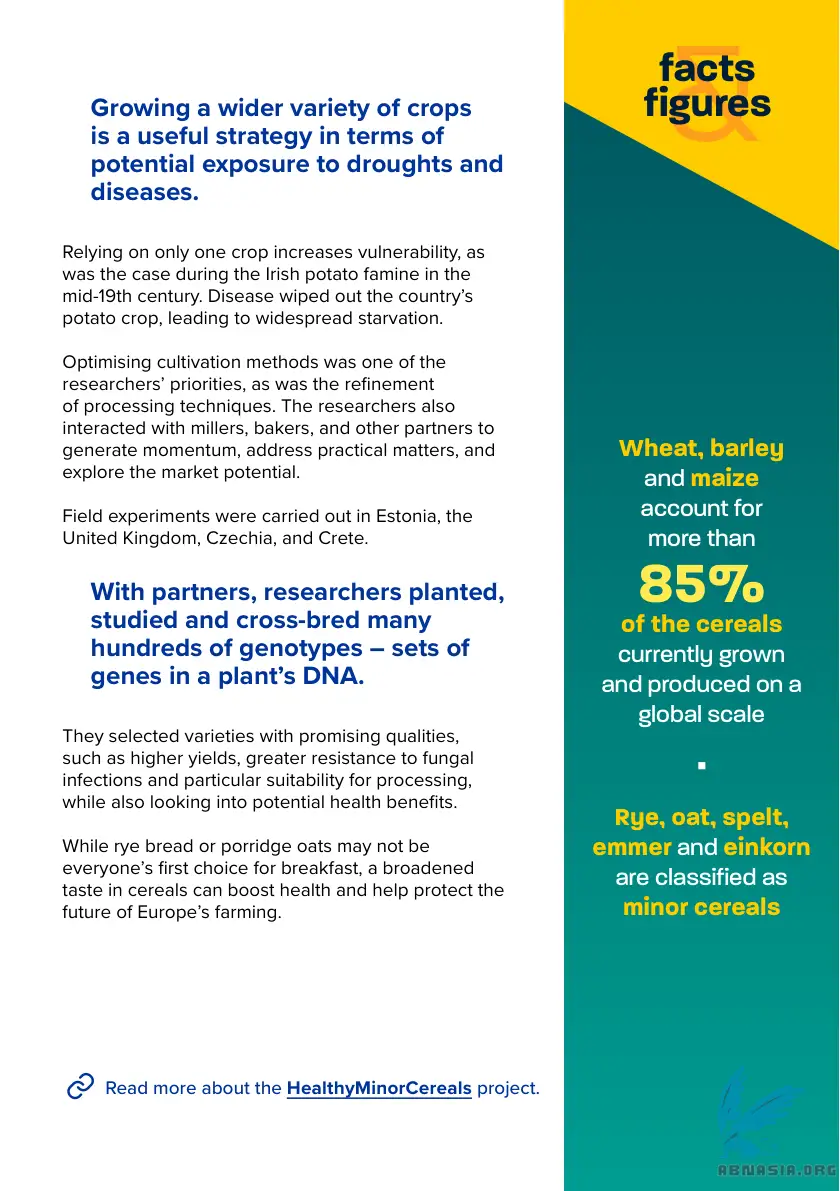 Growing a wider variety of crops
is a useful strategy in terms of
potential exposure to droughts and
diseases.
Relying on only one crop increases vulnerability, as
was the case during the Irish potato famine in the
mid-19th century. Disease wiped out the country’s
potato crop, leading to widespread starvation.
Optimising cultivation methods was one of the
researchers’ priorities, as was the refinement
of processing techniques. The researchers also
interacted with millers, bakers, and other partners to
generate momentum, address practical matters, and
explore the market potential.
Field experiments were carried out in Estonia, the
United Kingdom, Czechia, and Crete.
With partners, researchers planted,
studied and cross-bred many
hundreds of genotypes – sets of
genes in a plant’s DNA.
They selected varieties with promising qualities,
such as higher yields, greater resistance to fungal
infections and particular suitability for processing,
while also looking into potential health benefits.
While rye bread or porridge oats may not be
everyone’s first choice for breakfast, a broadened
taste in cereals can boost health and help protect the
future of Europe’s farming.
Read more about the HealthyMinorCereals project.
facts
&
figures
Wheat, barley
and maize
account for
more than
85%
of the cereals
currently grown
and produced on a
global scale
Rye, oat, spelt,
emmer and einkorn
are classified as
minor cereals
ABNASIA.ORG